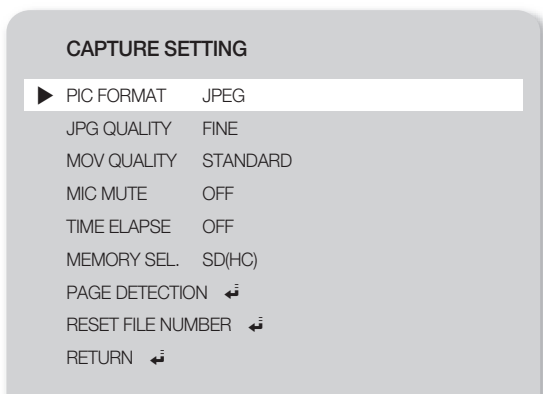 CAPTURE SETTING
PIC FORMAT JPEG
JPG QUALITY FINE
MOV QUALITY STANDARD
MIC MUTE OFF
TIME ELAPSE OFF
MEMORY SEL. SD(HC)
PAGE DETECTION
RESET FILE NUMBER
RETURN